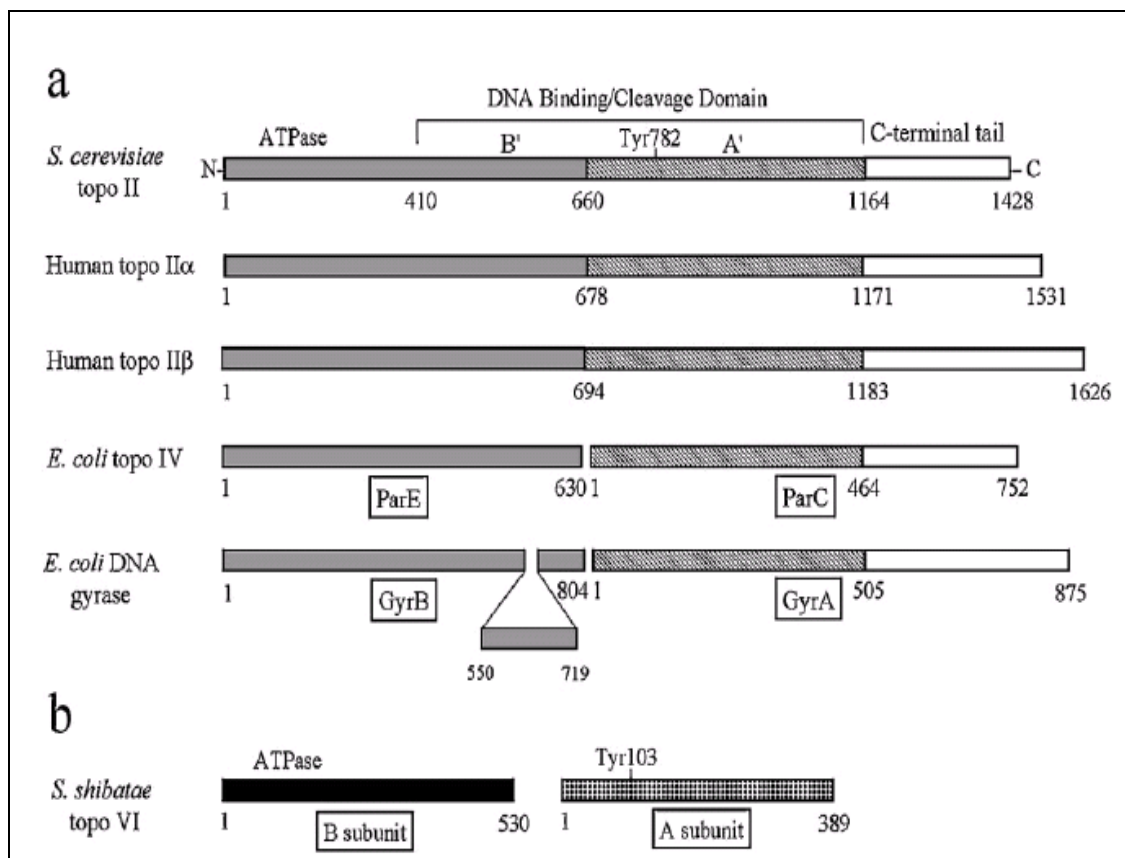 a
DNA Binding/Cleavage Domain
ATPase B' Tyr782 A' C-terminal tail
S. cerevisiae
topo II
N- -C
1 410 660 1164 1428
Human topo IIα
1 678 1171 1531
Human topo IIβ
1 694 1183 1626
E. coli topo IV
1 ParE 630 1 ParC 464 752
E. coli DNA
gyrase
1 GyrB 804 1 GyrA 505 875
550 719
b
ATPase Tyr103
S. shibatae
topo VI
1 B subunit 530 1 A subunit 389